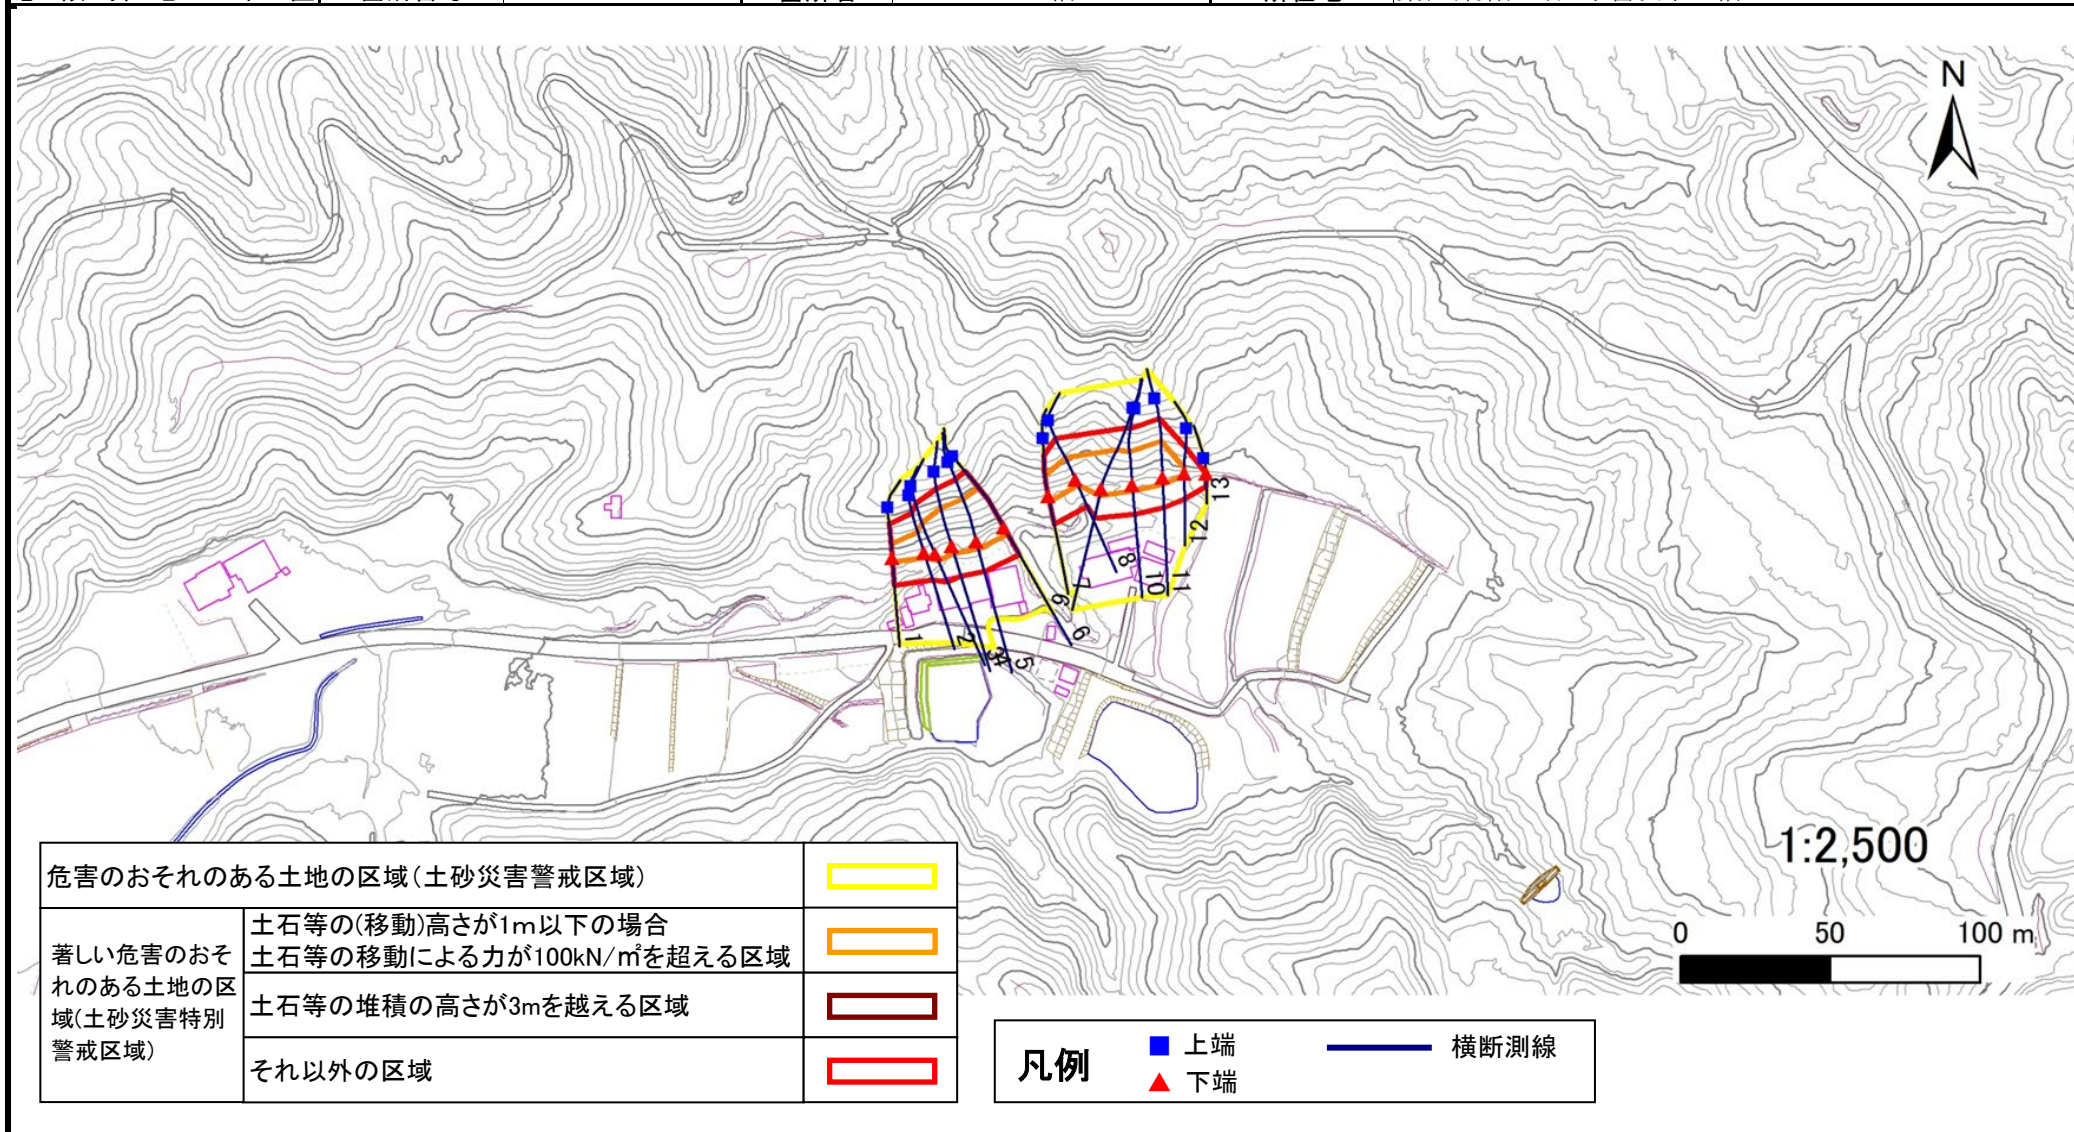 N
1
2
3
4
5
6
6
7
8
10
11
12
13
1:2,500
0 50 100 m
危害のおそれのある土地の区域(土砂災害警戒区域)
著しい危害のおそ
れのある土地の区
域(土砂災害特別
警戒区域)
土石等の(移動)高さが1m以下の場合
土石等の移動による力が100kN/㎡を超える区域
土石等の堆積の高さが3mを越える区域
それ以外の区域
凡例
上端
下端
横断測線